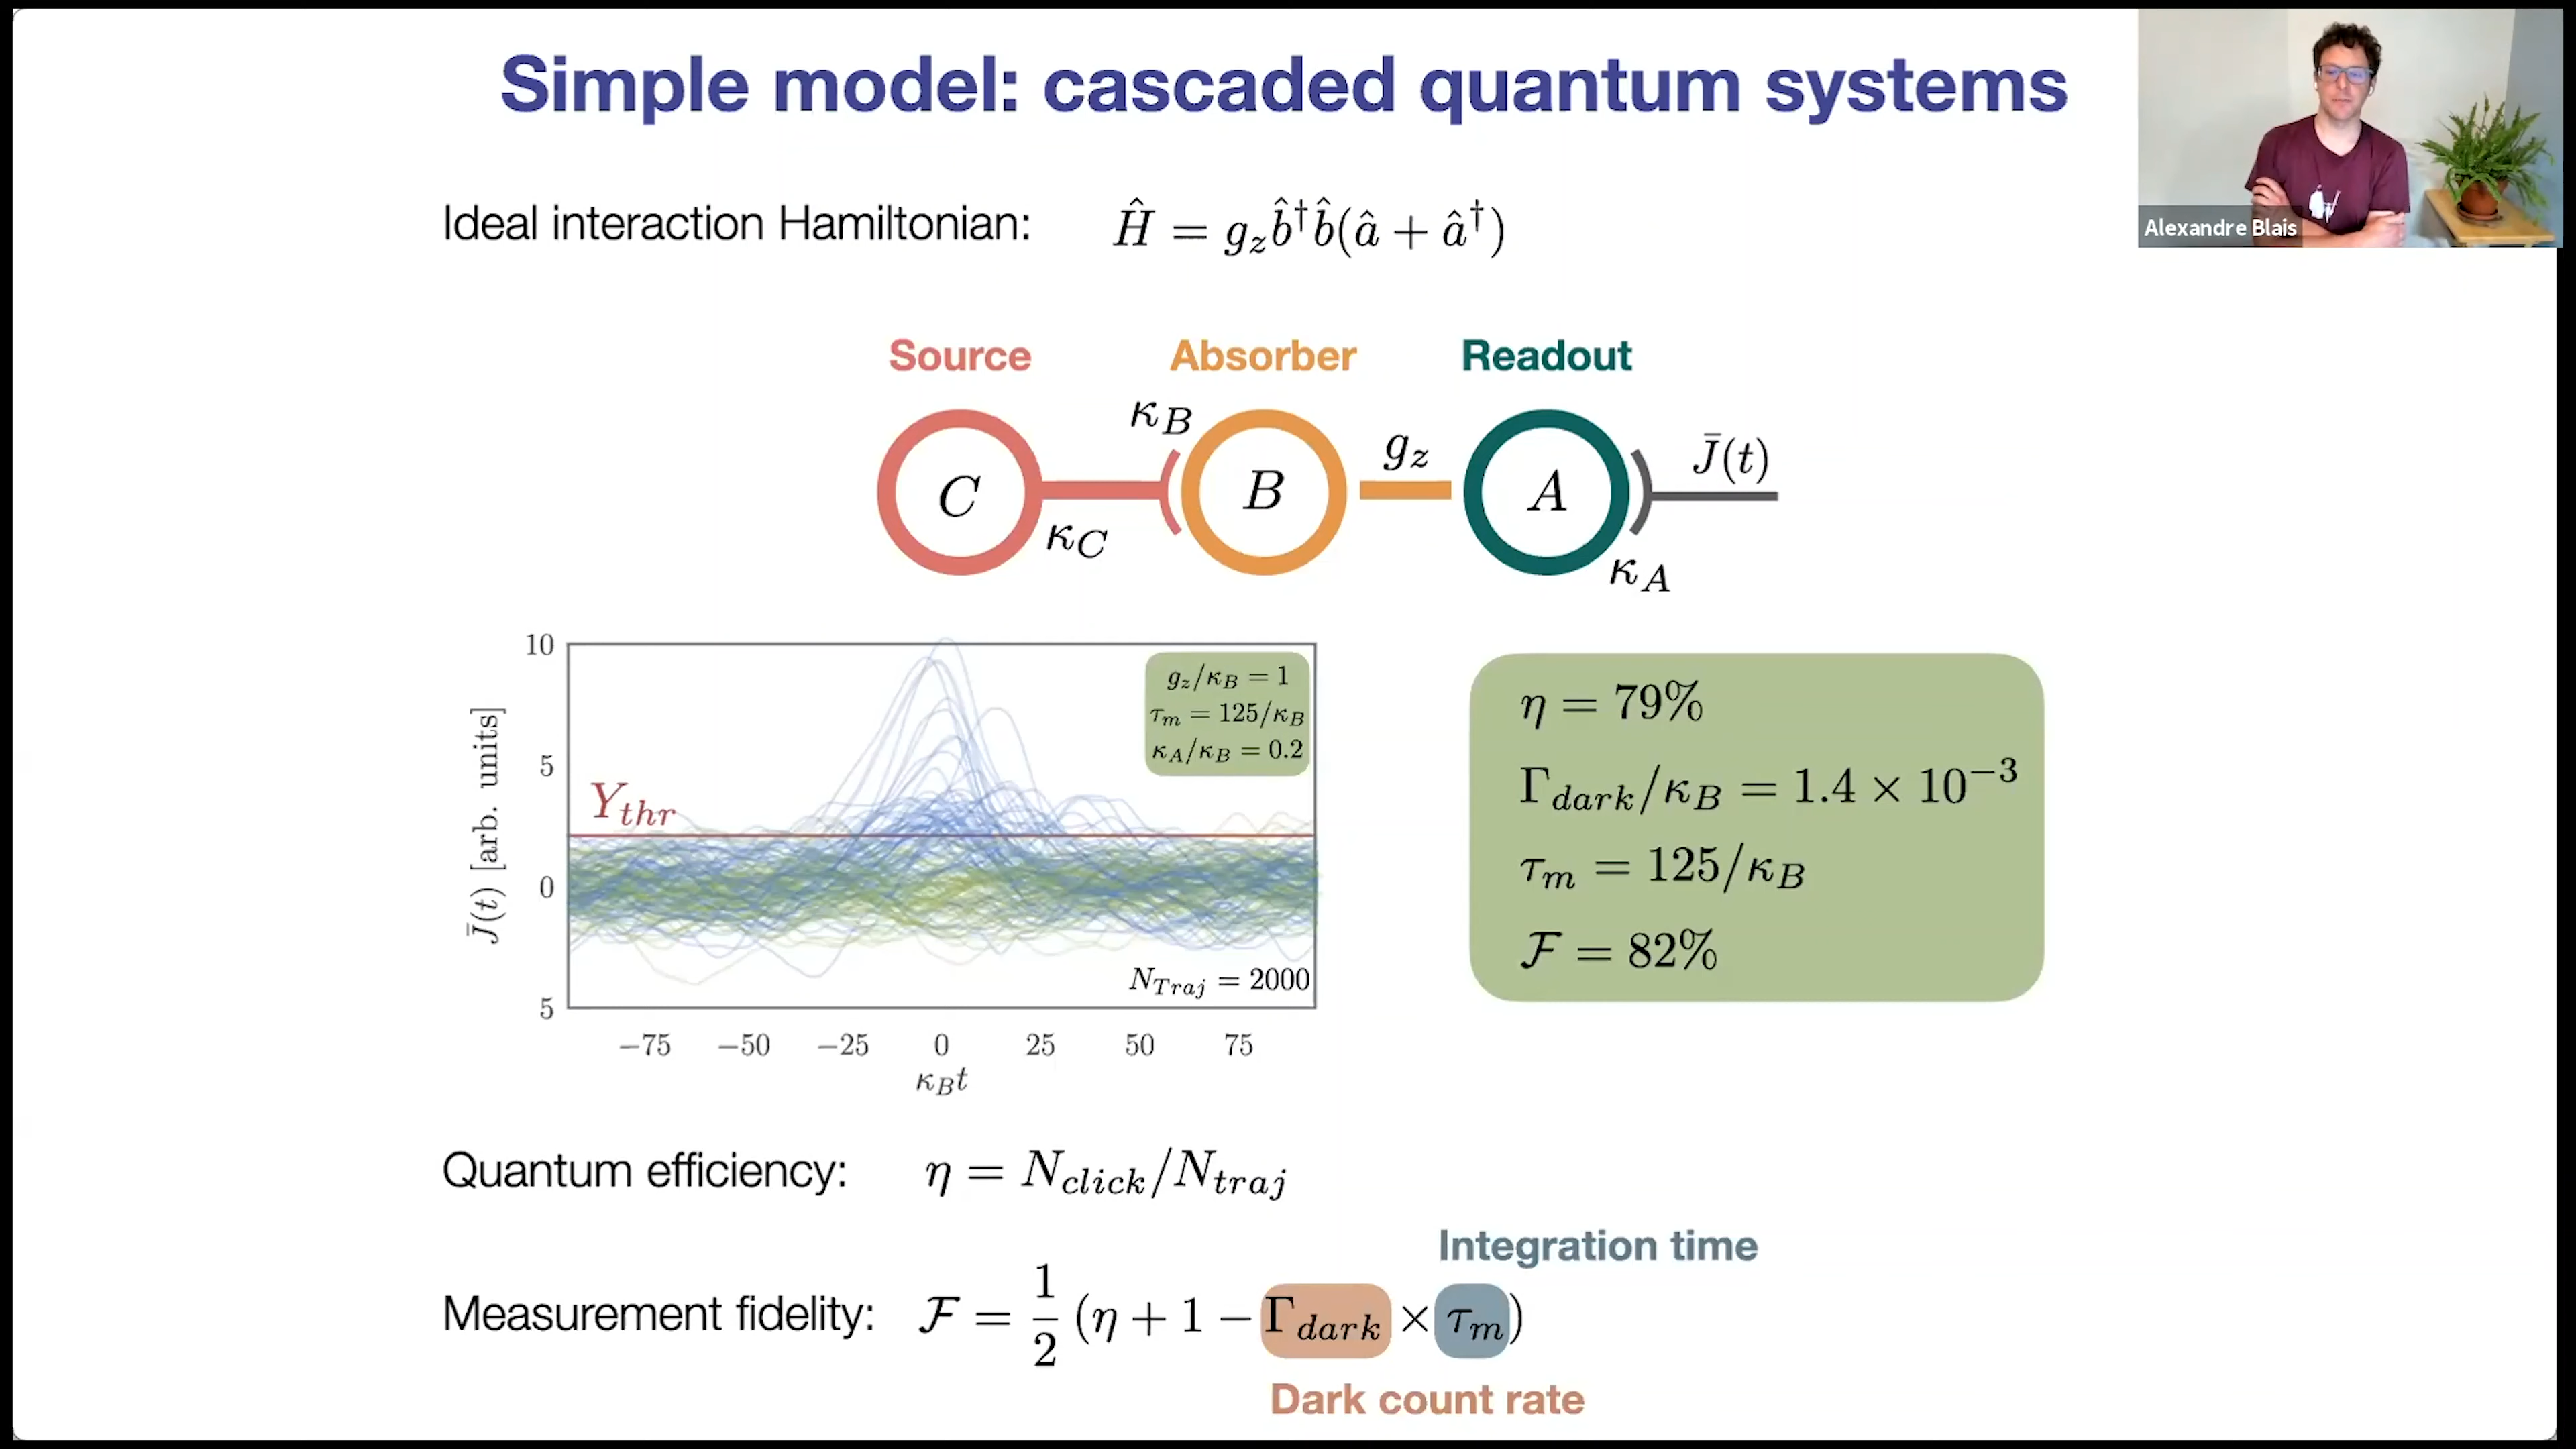 Simple model: cascaded quantum systems
Alexandre Blais
Ideal interaction Hamiltonian: Ĥ = g_z b̂†b̂(â + â†)
Source Absorber Readout
κ_B
g_z
J̄(t)
C B A
κ_C
κ_A
10
5
0
5
J̄(t) [arb. units]
Y_thr
g_z/κ_B = 1
τ_m = 125/κ_B
κ_A/κ_B = 0.2
N_Traj = 2000
−75 −50 −25 0 25 50 75
κ_B t
η = 79%
Γ_dark/κ_B = 1.4 × 10⁻³
τ_m = 125/κ_B
ℱ = 82%
Quantum efficiency: η = N_click/N_traj
Integration time
Measurement fidelity: ℱ = 1/2 (η + 1 − Γ_dark × τ_m)
Dark count rate